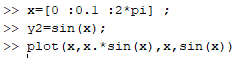 >> x=[0 :0.1 :2*pi] ;
>> y2=sin(x);
>> plot(x,x.*sin(x),x,sin(x))